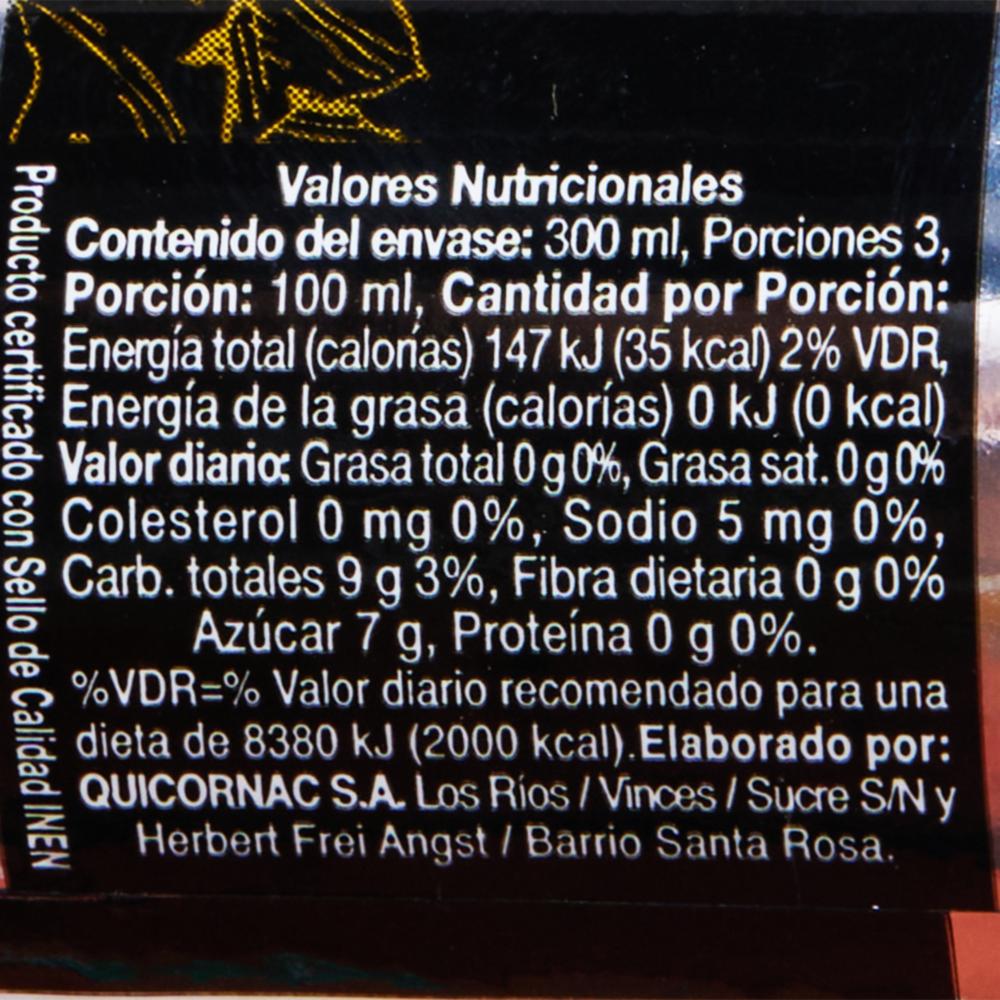 Valores Nutricionales
Contenido del envase: 300 ml, Porciones 3,
Porción: 100 ml, Cantidad por Porción:
Energía total (calorías) 147 kJ (35 kcal) 2% VDR,
Energía de la grasa (calorías) 0 kJ (0 kcal)
Valor diario: Grasa total 0 g 0%, Grasa sat. 0 g 0%
Colesterol 0 mg 0%, Sodio 5 mg 0%,
Carb. totales 9 g 3%, Fibra dietaria 0 g 0%
Azúcar 7 g, Proteína 0 g 0%.
%VDR=% Valor diario recomendado para una
dieta de 8380 kJ (2000 kcal). Elaborado por:
QUICORNAC S.A. Los Ríos / Vinces / Sucre S/N y
Herbert Frei Angst / Barrio Santa Rosa.
Producto certificado con Sello de Calidad INEN